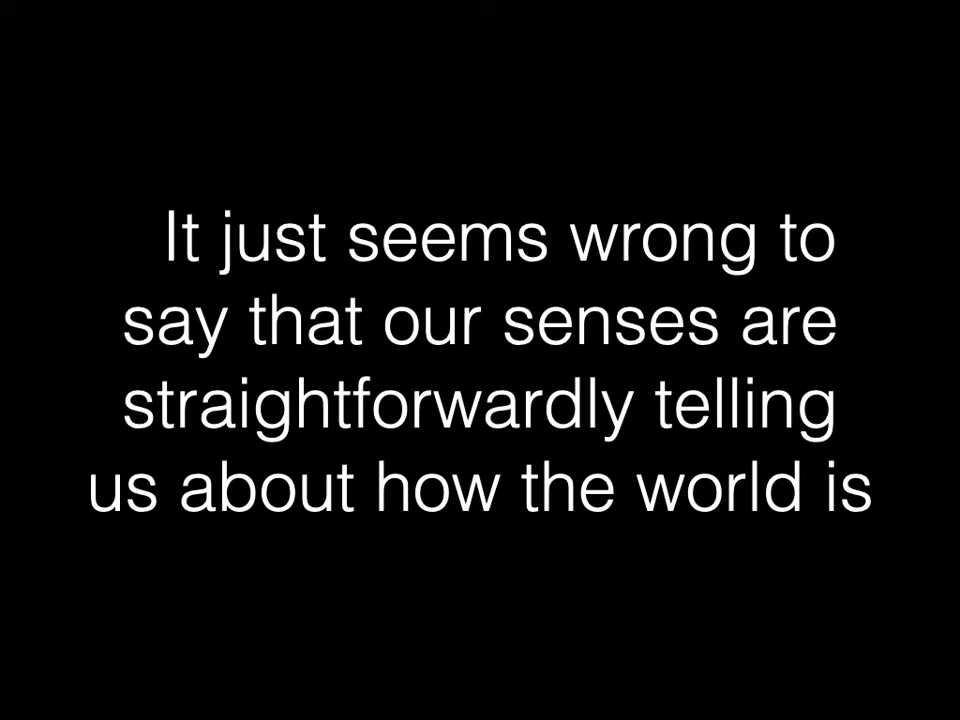 It just seems wrong to
say that our senses are
straightforwardly telling
us about how the world is